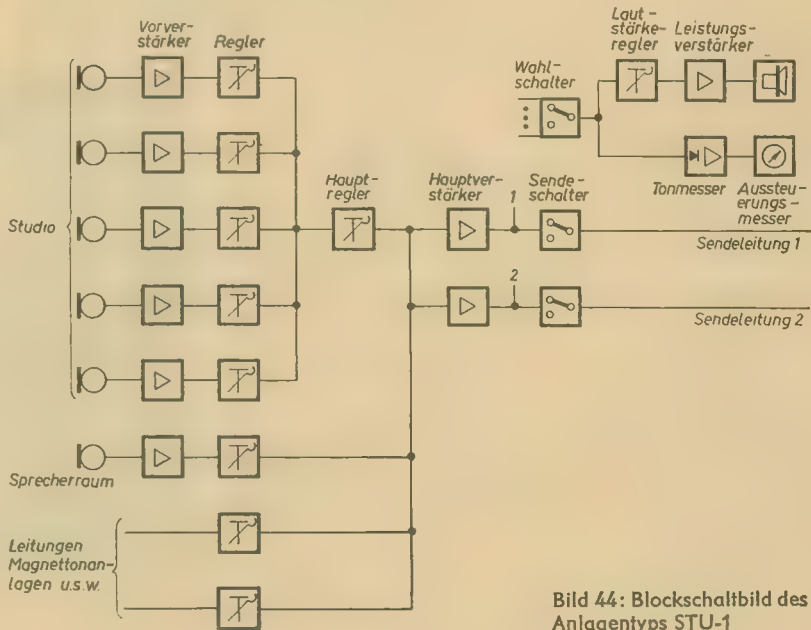 Vorver-
stärker
Regler
Laut-
stärke-
regler
Leistungs-
verstärker
Wahl-
schalter
Tonmesser
Aussteu-
erungs-
messer
Studio
Haupt-
regler
Hauptver-
stärker
1
Sende-
schalter
Sendeleitung 1
2
Sendeleitung 2
Sprecherraum
Leitungen
Magnettonan-
lagen u.s.w.
Bild 44: Blockschaltbild des
Anlagentyps STU-1